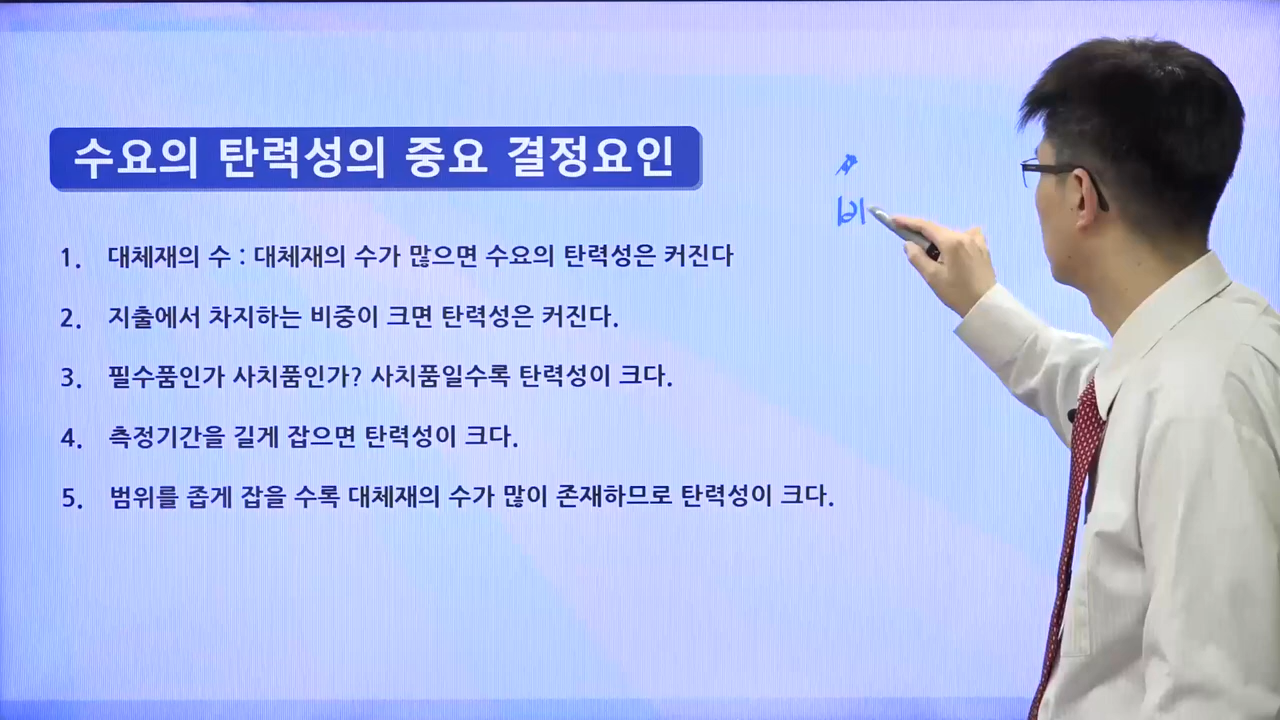 수요의 탄력성의 중요 결정요인
비
1. 대체재의 수 : 대체재의 수가 많으면 수요의 탄력성은 커진다
2. 지출에서 차지하는 비중이 크면 탄력성은 커진다.
3. 필수품인가 사치품인가? 사치품일수록 탄력성이 크다.
4. 측정기간을 길게 잡으면 탄력성이 크다.
5. 범위를 좁게 잡을 수록 대체재의 수가 많이 존재하므로 탄력성이 크다.